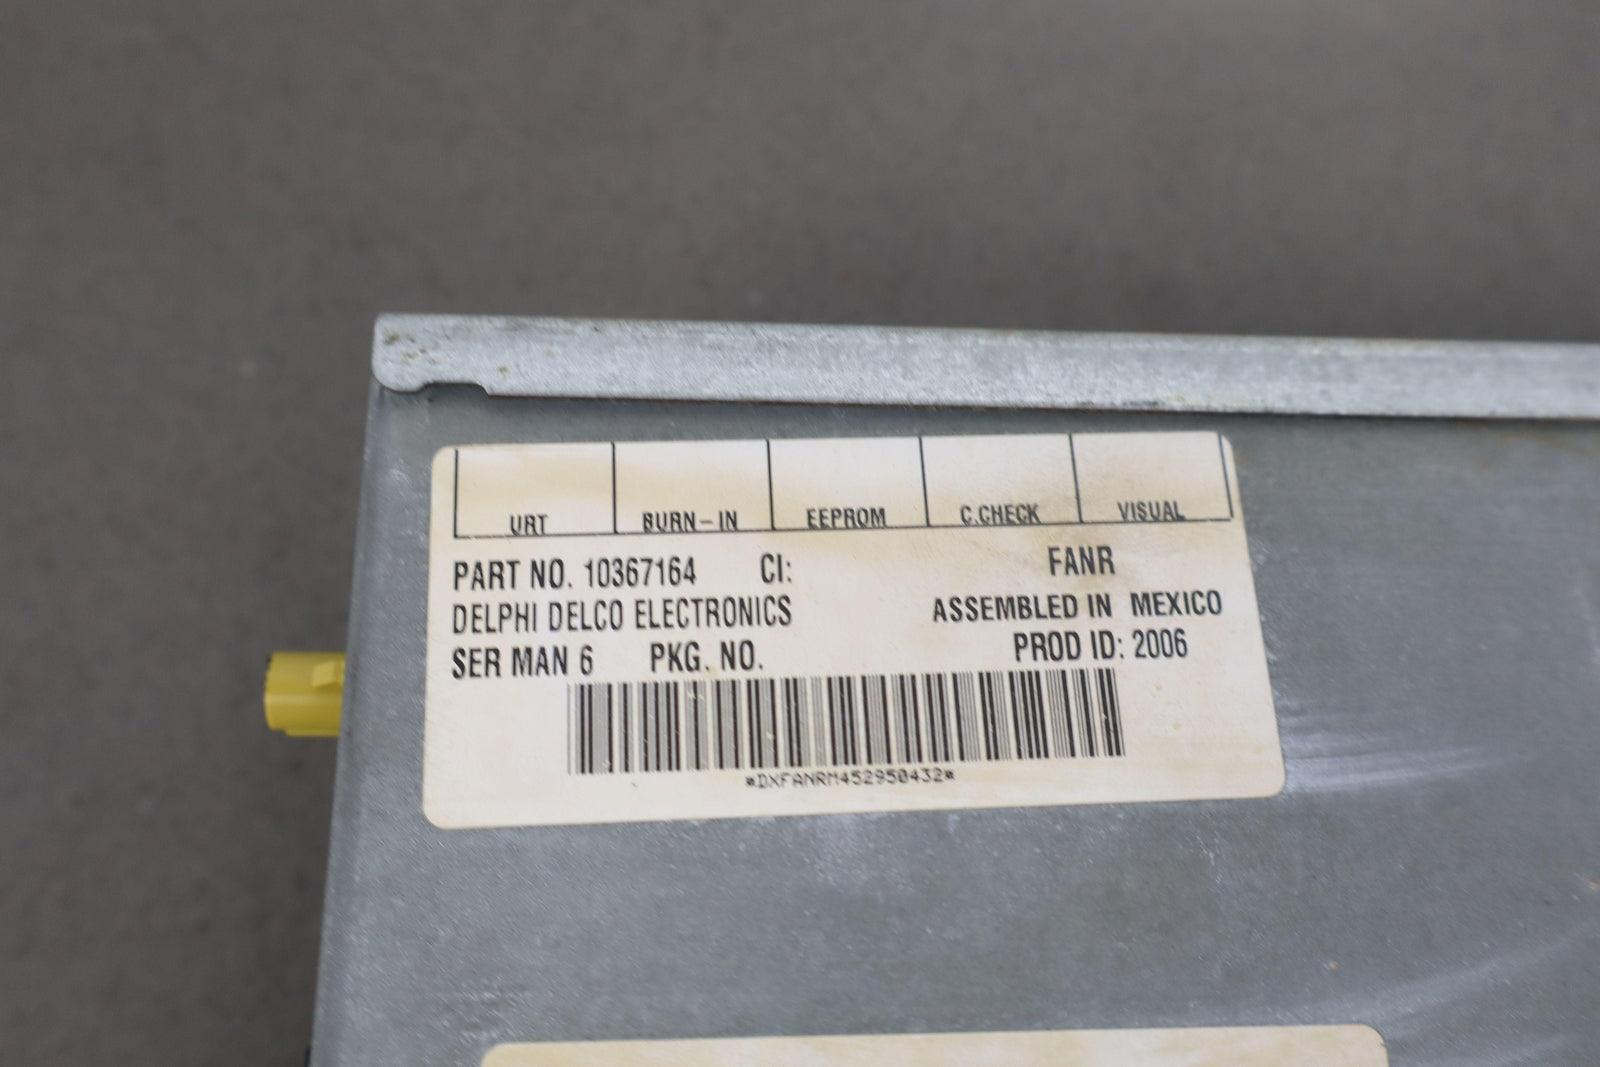 URT BURN-IN EEPROM C.CHECK VISUAL
PART NO. 10367164 CI: FANR
DELPHI DELCO ELECTRONICS ASSEMBLED IN MEXICO
SER MAN 6 PKG. NO. PROD ID: 2006
*DXFANRM452950432*